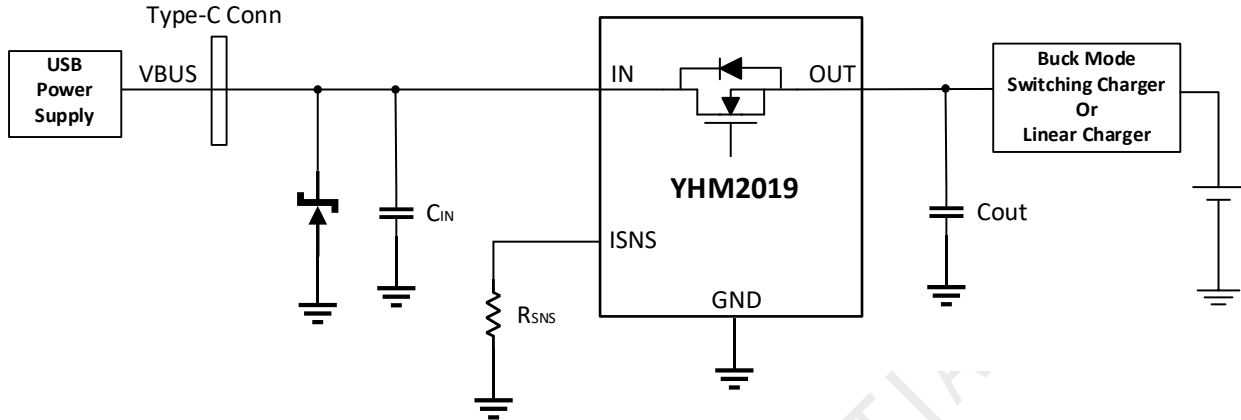 Type-C Conn
USB
Power
Supply
VBUS
IN
OUT
Buck Mode
Switching Charger
Or
Linear Charger
YHM2019
CIN
Cout
ISNS
RSNS
GND